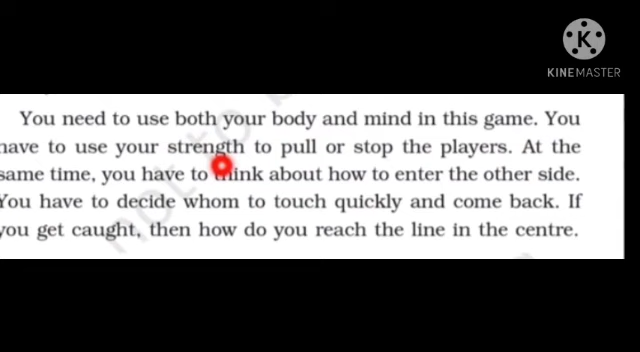 KINEMASTER
You need to use both your body and mind in this game. You
have to use your strength to pull or stop the players. At the
same time, you have to think about how to enter the other side.
You have to decide whom to touch quickly and come back. If
you get caught, then how do you reach the line in the centre.